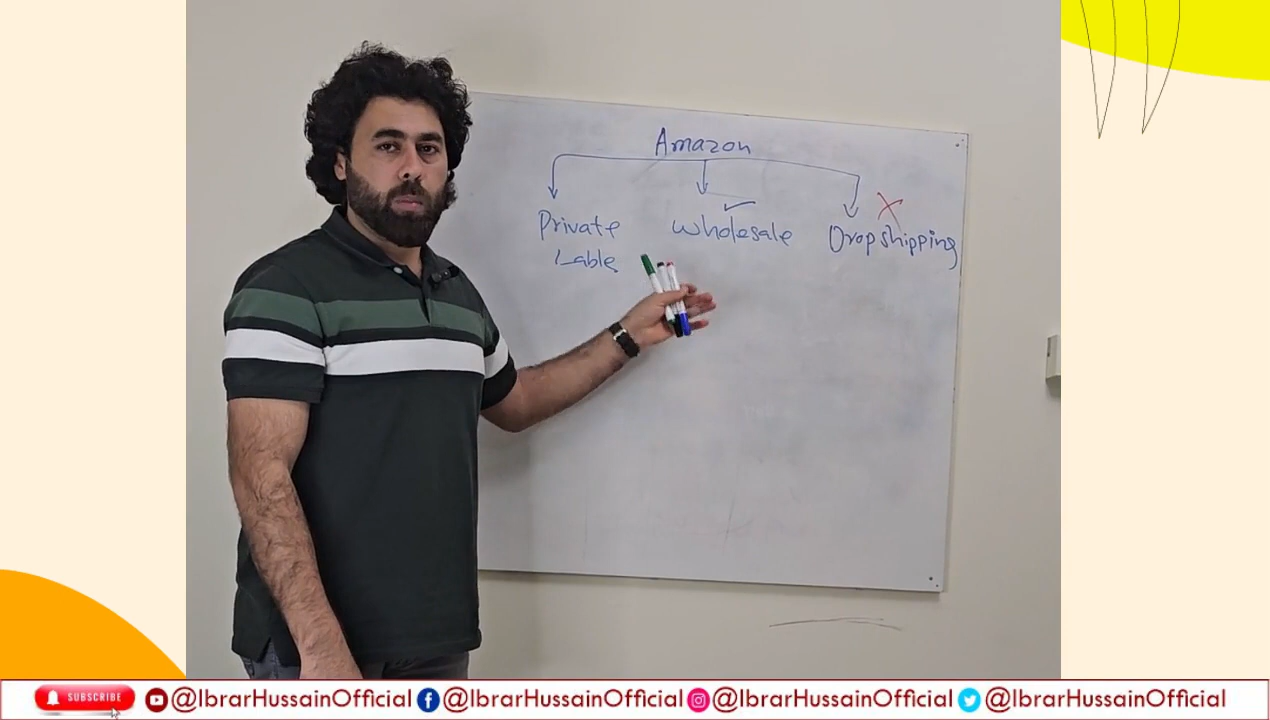 Amazon
Private Wholesale Dropshipping
Lable
SUBSCRIBE @IbrarHussainOfficial @IbrarHussainOfficial @IbrarHussainOfficial @IbrarHussainOfficial